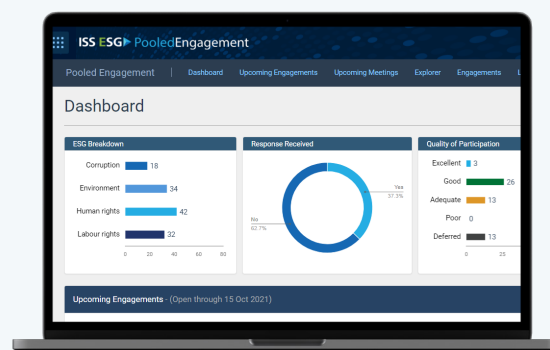 ISS ESG PooledEngagement
Pooled Engagement | Dashboard Upcoming Engagements Upcoming Meetings Explorer Engagements L
Dashboard
ESG Breakdown
Corruption 18
Environment 34
Human rights 42
Labour rights 32
0 20 40 60 80
Response Received
Yes
37.3%
No
62.7%
Quality of Participation
Excellent 3
Good 26
Adequate 13
Poor 0
Deferred 13
0 25
Upcoming Engagements - (Open through 15 Oct 2021)